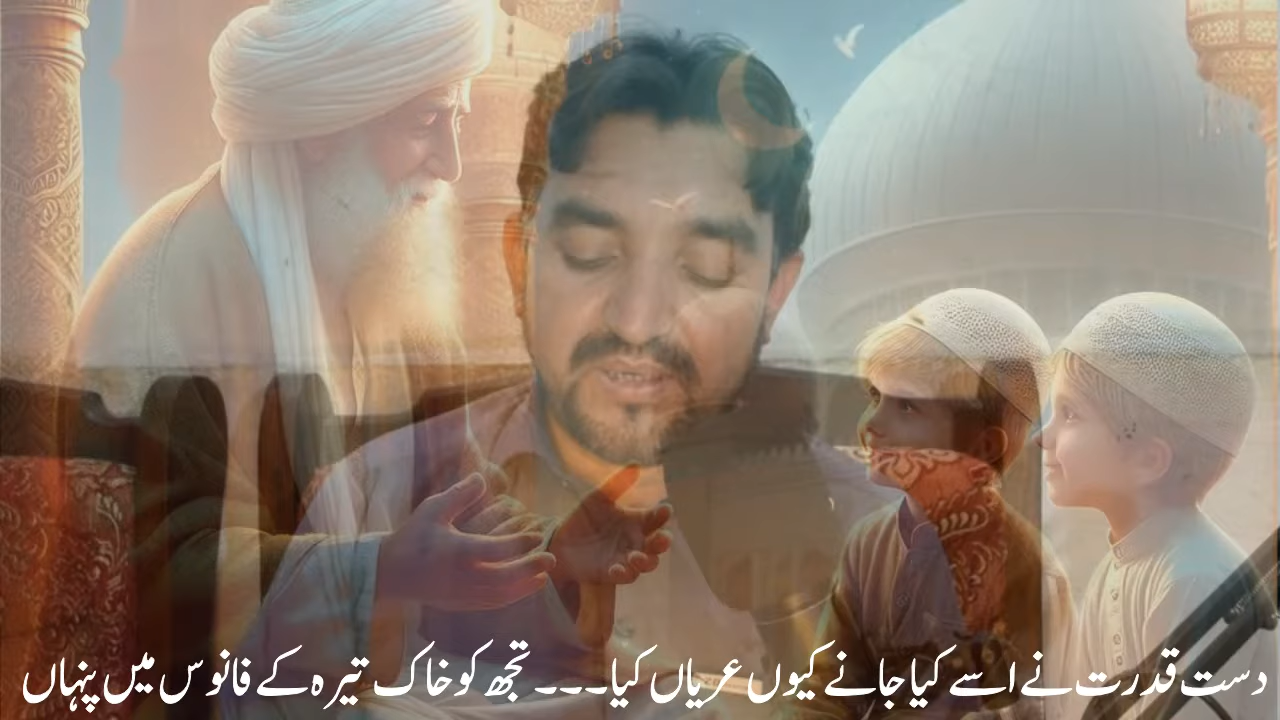 دست قدرت نے اسے کیا جانے کیوں عریاں کیا۔۔۔ تجھ کو خاک تیرہ کے فانوس میں پنہاں